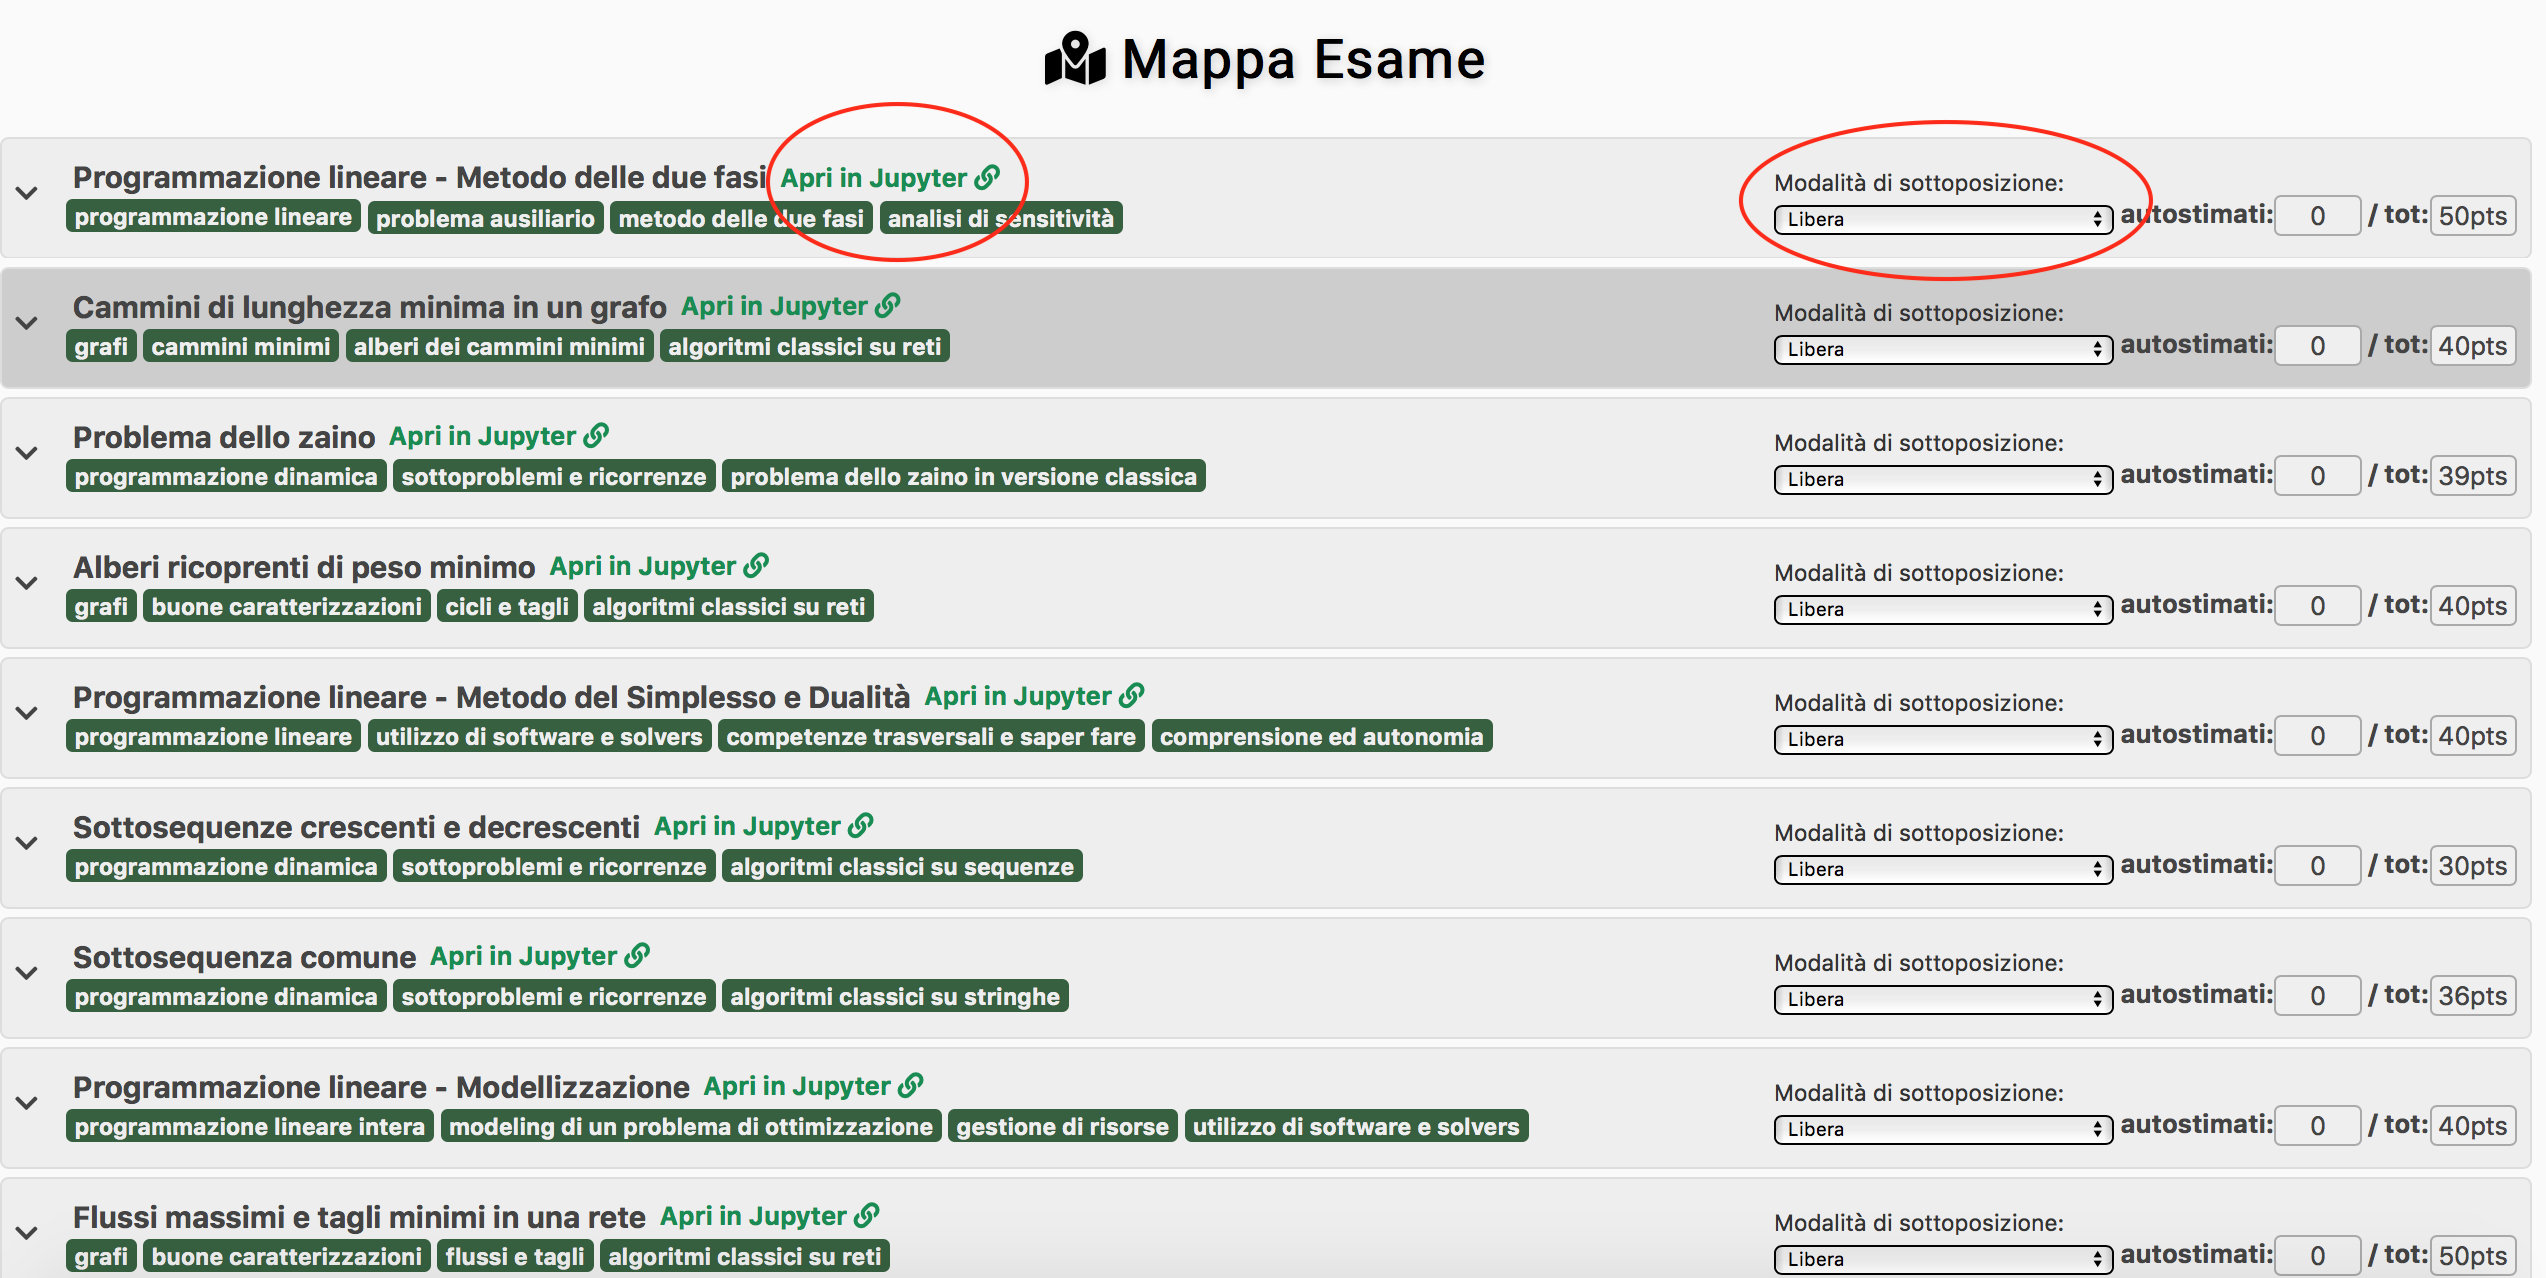 Mappa Esame
Programmazione lineare - Metodo delle due fasi Apri in Jupyter
Modalità di sottoposizione:
programmazione lineare problema ausiliario metodo delle due fasi analisi di sensitività
Libera autostimati: 0 / tot: 50pts
Cammini di lunghezza minima in un grafo Apri in Jupyter
Modalità di sottoposizione:
grafi cammini minimi alberi dei cammini minimi algoritmi classici su reti
Libera autostimati: 0 / tot: 40pts
Problema dello zaino Apri in Jupyter
Modalità di sottoposizione:
programmazione dinamica sottoproblemi e ricorrenze problema dello zaino in versione classica
Libera autostimati: 0 / tot: 39pts
Alberi ricoprenti di peso minimo Apri in Jupyter
Modalità di sottoposizione:
grafi buone caratterizzazioni cicli e tagli algoritmi classici su reti
Libera autostimati: 0 / tot: 40pts
Programmazione lineare - Metodo del Simplesso e Dualità Apri in Jupyter
Modalità di sottoposizione:
programmazione lineare utilizzo di software e solvers competenze trasversali e saper fare comprensione ed autonomia
Libera autostimati: 0 / tot: 40pts
Sottosequenze crescenti e decrescenti Apri in Jupyter
Modalità di sottoposizione:
programmazione dinamica sottoproblemi e ricorrenze algoritmi classici su sequenze
Libera autostimati: 0 / tot: 30pts
Sottosequenza comune Apri in Jupyter
Modalità di sottoposizione:
programmazione dinamica sottoproblemi e ricorrenze algoritmi classici su stringhe
Libera autostimati: 0 / tot: 36pts
Programmazione lineare - Modellizzazione Apri in Jupyter
Modalità di sottoposizione:
programmazione lineare intera modeling di un problema di ottimizzazione gestione di risorse utilizzo di software e solvers
Libera autostimati: 0 / tot: 40pts
Flussi massimi e tagli minimi in una rete Apri in Jupyter
Modalità di sottoposizione:
grafi buone caratterizzazioni flussi e tagli algoritmi classici su reti
Libera autostimati: 0 / tot: 50pts